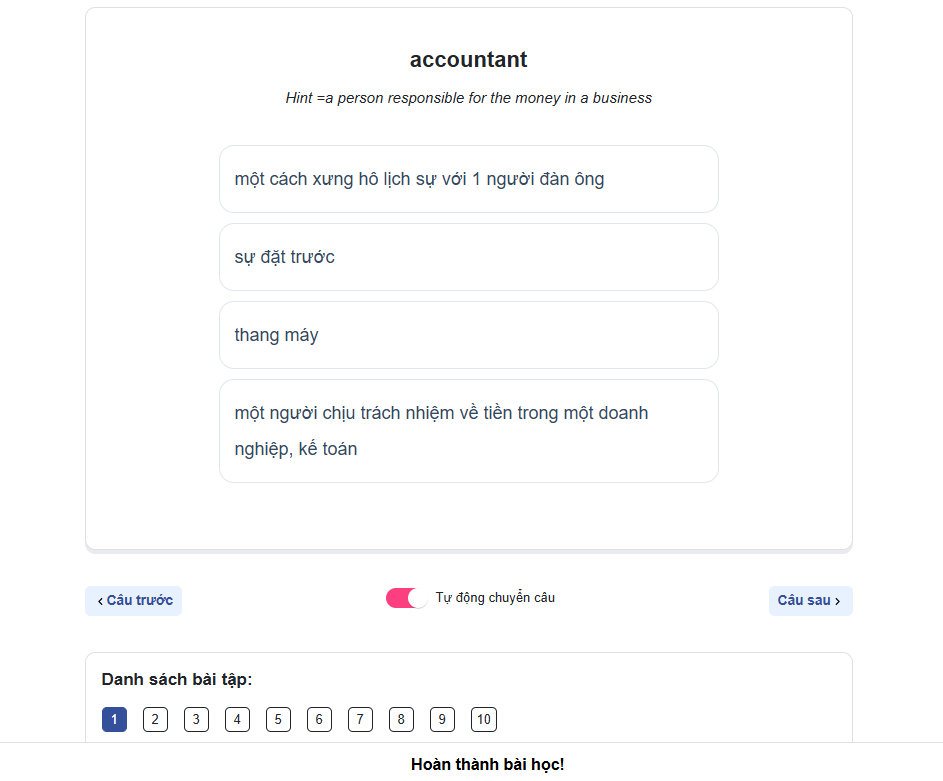 accountant
Hint =a person responsible for the money in a business
một cách xưng hô lịch sự với 1 người đàn ông
sự đặt trước
thang máy
một người chịu trách nhiệm về tiền trong một doanh
nghiệp, kế toán
‹ Câu trước
Tự động chuyển câu
Câu sau ›
Danh sách bài tập:
1 2 3 4 5 6 7 8 9 10
Hoàn thành bài học!